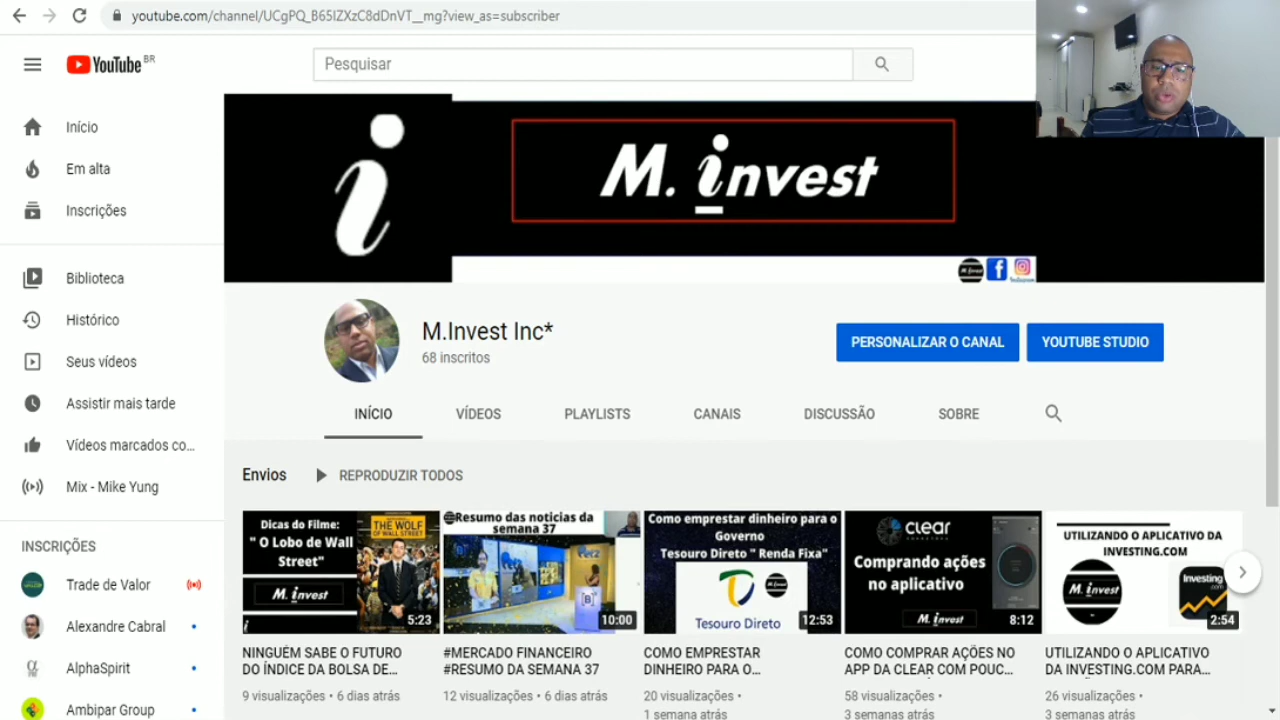 youtube.com/channel/UCgPQ_B65IZXzC8dDnVT__mg?view_as=subscriber
YouTube BR
Pesquisar
Início
Em alta
Inscrições
Biblioteca
Histórico
Seus vídeos
Assistir mais tarde
Vídeos marcados co...
Mix - Mike Yung
INSCRIÇÕES
Trade de Valor
Alexandre Cabral
AlphaSpirit
Ambipar Group
i
M. invest
M.Invest Inc*
68 inscritos
PERSONALIZAR O CANAL
YOUTUBE STUDIO
INÍCIO
VÍDEOS
PLAYLISTS
CANAIS
DISCUSSÃO
SOBRE
Envios
REPRODUZIR TODOS
Dicas do Filme:
" O Lobo de Wall
Street"
M. invest
THE WOLF
OF WALL STREET
5:23
NINGUÉM SABE O FUTURO
DO ÍNDICE DA BOLSA DE...
9 visualizações • 6 dias atrás
Resumo das noticias da
semana 37
10:00
#MERCADO FINANCEIRO
#RESUMO DA SEMANA 37
12 visualizações • 6 dias atrás
Como emprestar dinheiro para o
Governo
Tesouro Direto " Renda Fixa"
Tesouro Direto
12:53
COMO EMPRESTAR
DINHEIRO PARA O...
20 visualizações •
1 semana atrás
clear
Comprando ações
no aplicativo
M. invest
8:12
COMO COMPRAR AÇÕES NO
APP DA CLEAR COM POUC...
58 visualizações •
3 semanas atrás
UTILIZANDO O APLICATIVO DA
INVESTING.COM
M. invest
Investing
.com
2:54
UTILIZANDO O APLICATIVO
DA INVESTING.COM PARA...
26 visualizações •
3 semanas atrás